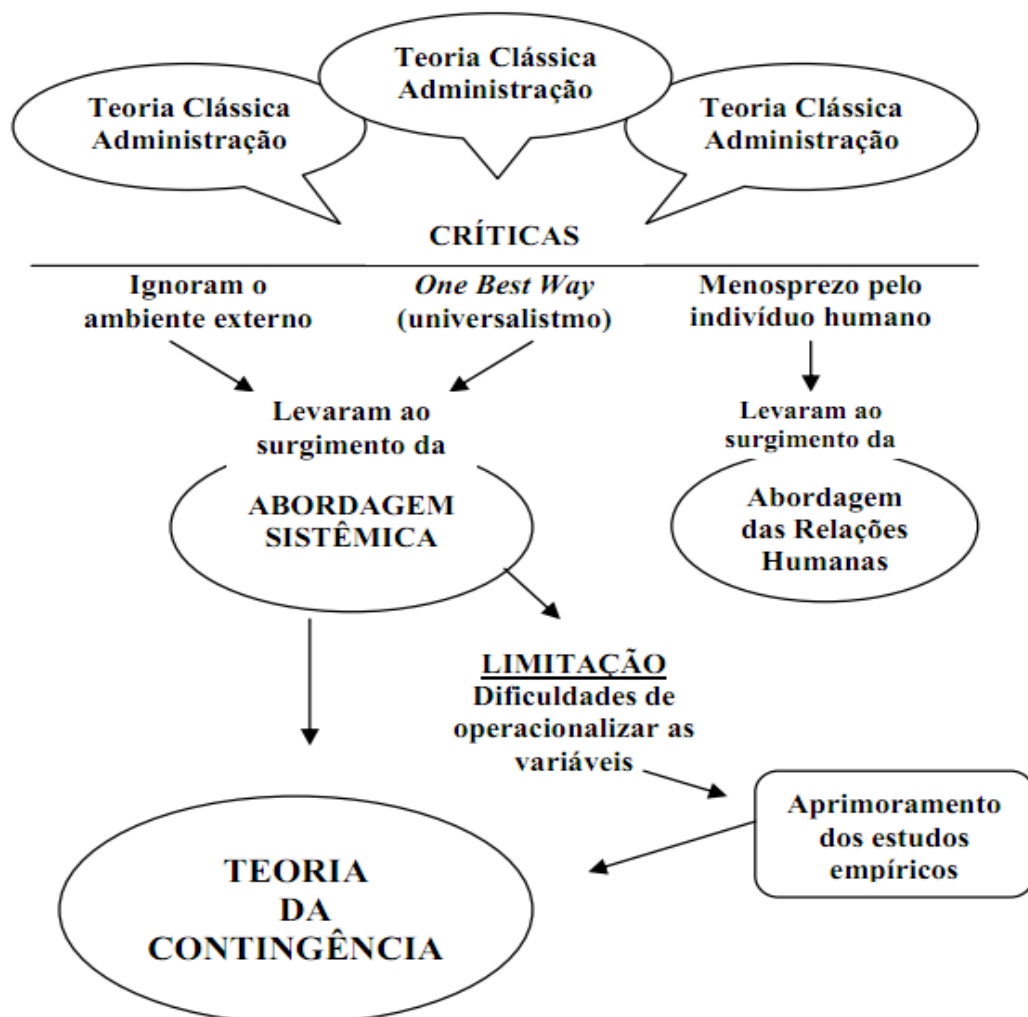 Teoria Clássica
Administração
Teoria Clássica
Administração
Teoria Clássica
Administração
CRÍTICAS
Ignoram o
ambiente externo
One Best Way
(universalistmo)
Menosprezo pelo
indivíduo humano
Levaram ao
surgimento da
Levaram ao
surgimento da
ABORDAGEM
SISTÊMICA
Abordagem
das Relações
Humanas
LIMITAÇÃO
Dificuldades de
operacionalizar as
variáveis
Aprimoramento
dos estudos
empíricos
TEORIA
DA
CONTINGÊNCIA